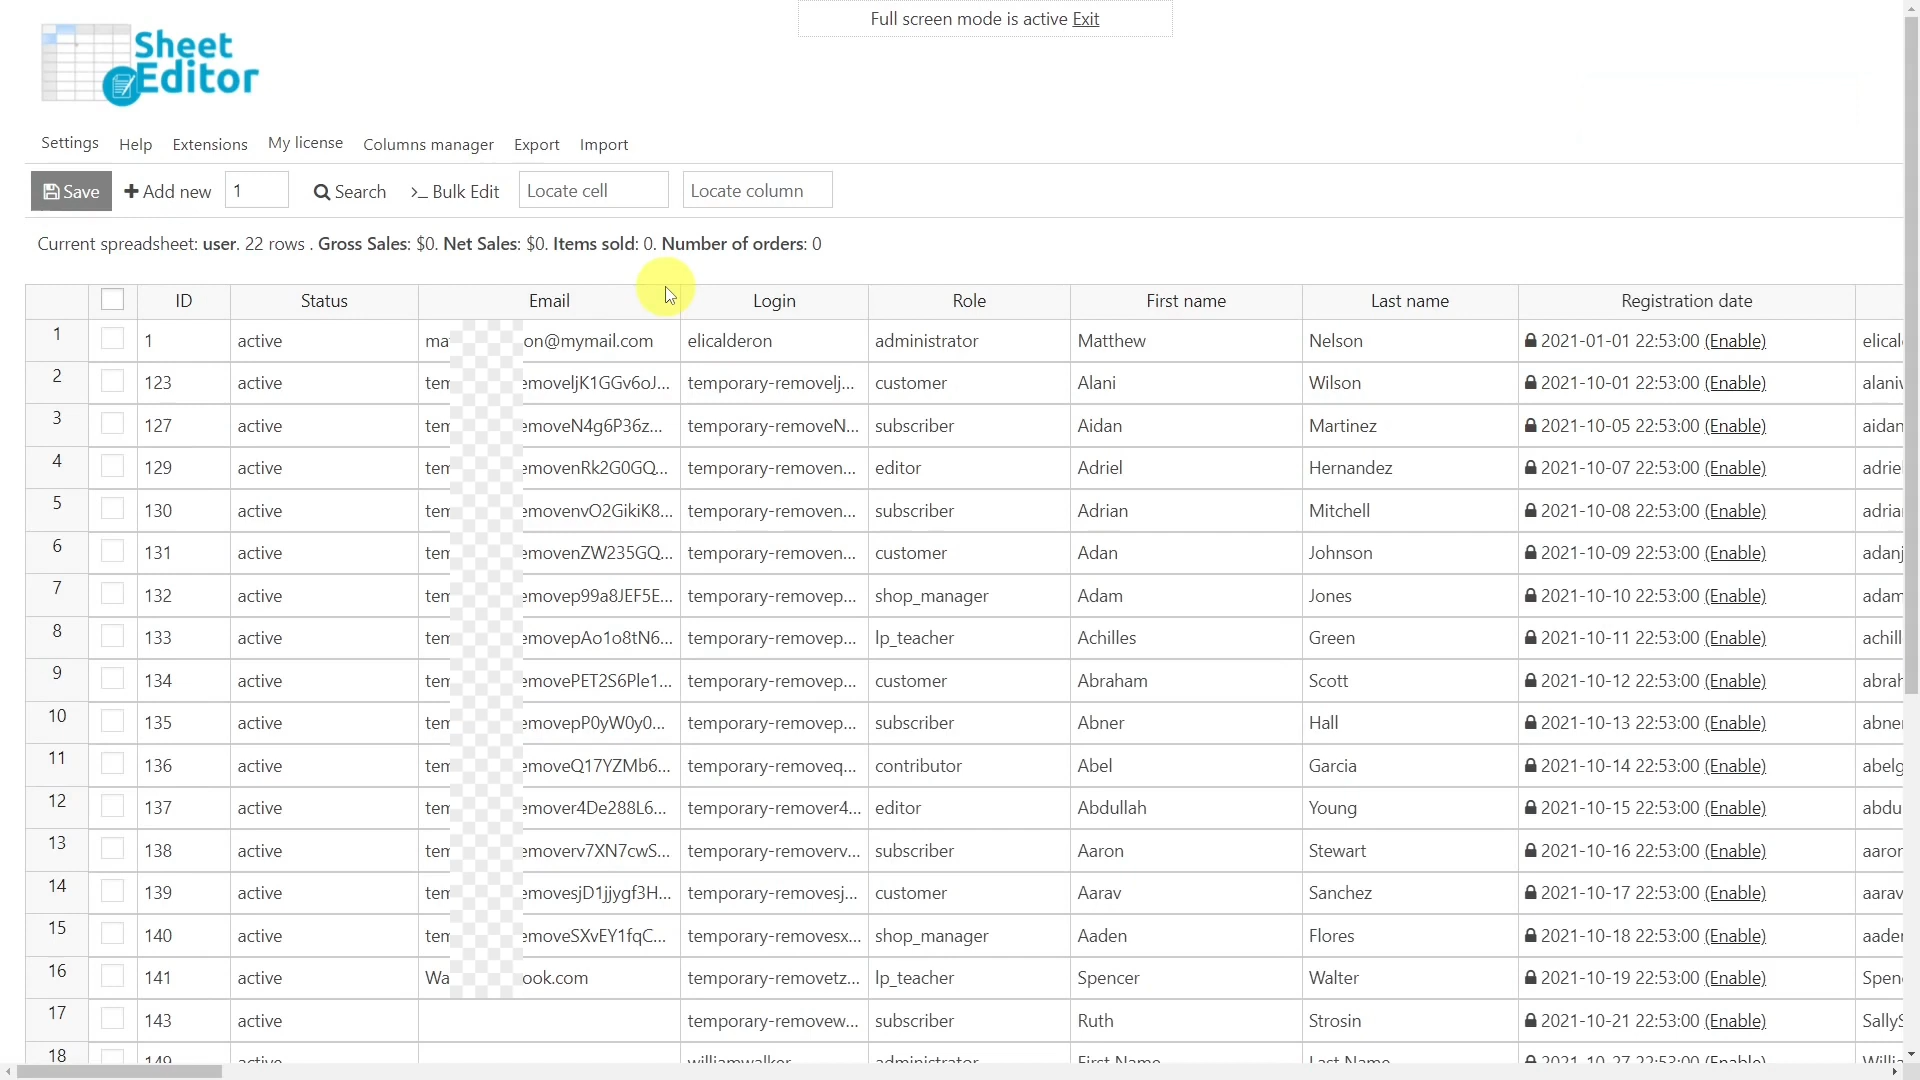 Full screen mode is active Exit
Sheet
Editor
Settings Help Extensions My license Columns manager Export Import
Save Add new 1 Search >_ Bulk Edit Locate cell Locate column
Current spreadsheet: user. 22 rows . Gross Sales: $0. Net Sales: $0. Items sold: 0. Number of orders: 0
ID Status Email Login Role First name Last name Registration date
1 1 active on@mymail.com elicalderon administrator Matthew Nelson 2021-01-01 22:53:00 (Enable)
2 123 active emoveljK1GGv6oJ... temporary-removelj... customer Alani Wilson 2021-10-01 22:53:00 (Enable)
3 127 active emoveN4g6P36z... temporary-removeN... subscriber Aidan Martinez 2021-10-05 22:53:00 (Enable)
4 129 active emovenRk2G0GQ... temporary-removen... editor Adriel Hernandez 2021-10-07 22:53:00 (Enable)
5 130 active emovenvO2GikiK8... temporary-removen... subscriber Adrian Mitchell 2021-10-08 22:53:00 (Enable)
6 131 active emovenZW235GQ... temporary-removen... customer Adan Johnson 2021-10-09 22:53:00 (Enable)
7 132 active emovep99a8JEF5E... temporary-removep... shop_manager Adam Jones 2021-10-10 22:53:00 (Enable)
8 133 active emovepAo1o8tN6... temporary-removep... lp_teacher Achilles Green 2021-10-11 22:53:00 (Enable)
9 134 active emovePET2S6Ple1... temporary-removep... customer Abraham Scott 2021-10-12 22:53:00 (Enable)
10 135 active emovepP0yW0y0... temporary-removep... subscriber Abner Hall 2021-10-13 22:53:00 (Enable)
11 136 active emoveQ17YZMb6... temporary-removeq... contributor Abel Garcia 2021-10-14 22:53:00 (Enable)
12 137 active emover4De288L6... temporary-remover4... editor Abdullah Young 2021-10-15 22:53:00 (Enable)
13 138 active emoverv7XN7cwS... temporary-removerv... subscriber Aaron Stewart 2021-10-16 22:53:00 (Enable)
14 139 active emovesjD1jjygf3H... temporary-removesj... customer Aarav Sanchez 2021-10-17 22:53:00 (Enable)
15 140 active emoveSXvEY1fqC... temporary-removesx... shop_manager Aaden Flores 2021-10-18 22:53:00 (Enable)
16 141 active ook.com temporary-removetz... lp_teacher Spencer Walter 2021-10-19 22:53:00 (Enable)
17 143 active temporary-removew... subscriber Ruth Strosin 2021-10-21 22:53:00 (Enable)
18 149 active williamwalker administrator First Name Last Name 2021-10-27 22:53:00 (Enable)